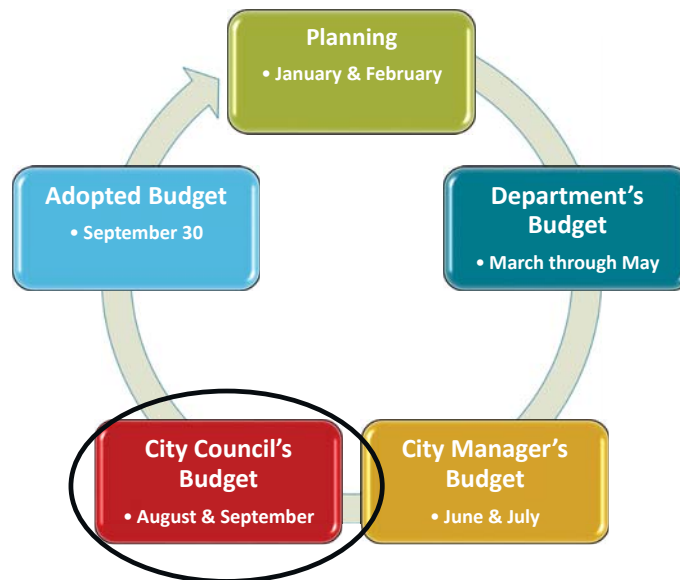 Planning
• January & February
Department's
Budget
• March through May
City Manager's
Budget
• June & July
City Council's
Budget
• August & September
Adopted Budget
• September 30